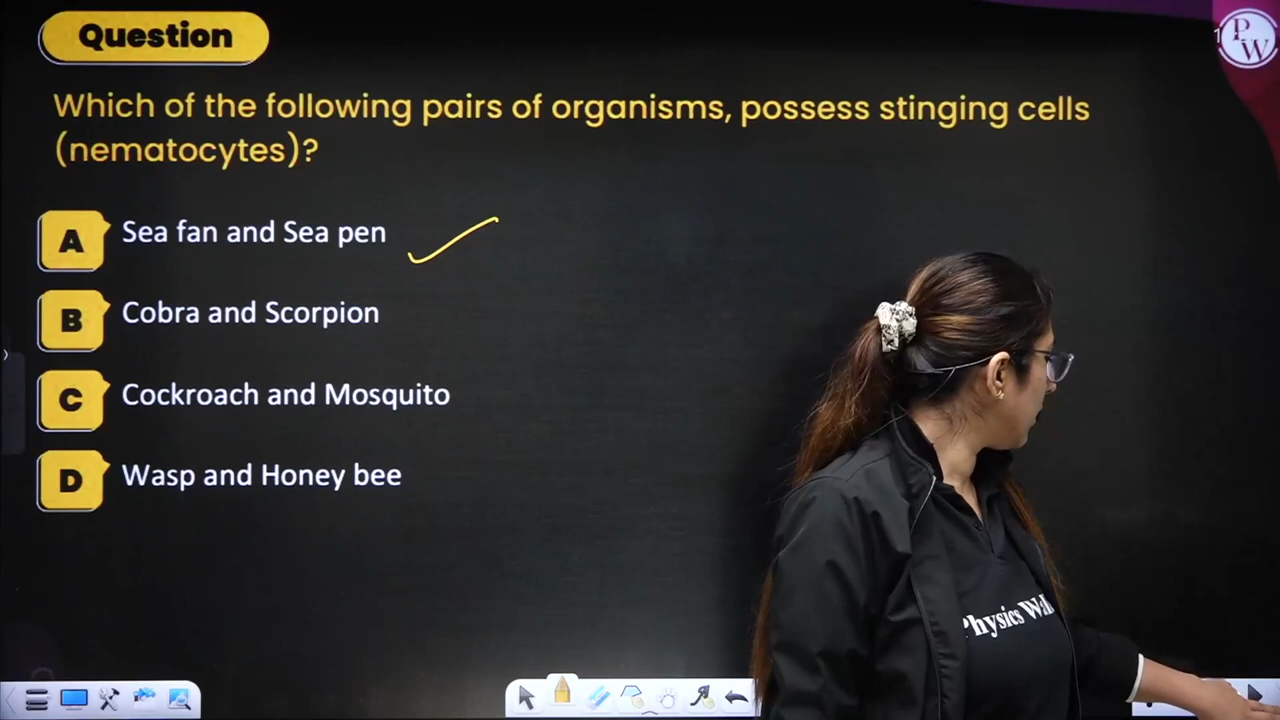 Question
Which of the following pairs of organisms, possess stinging cells
(nematocytes)?
A Sea fan and Sea pen
B Cobra and Scorpion
C Cockroach and Mosquito
D Wasp and Honey bee
PW
Physics